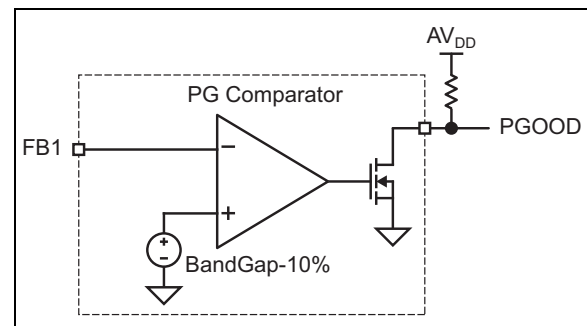 AVDD
PG Comparator
PGOOD
FB1
−
+
+
−
BandGap-10%